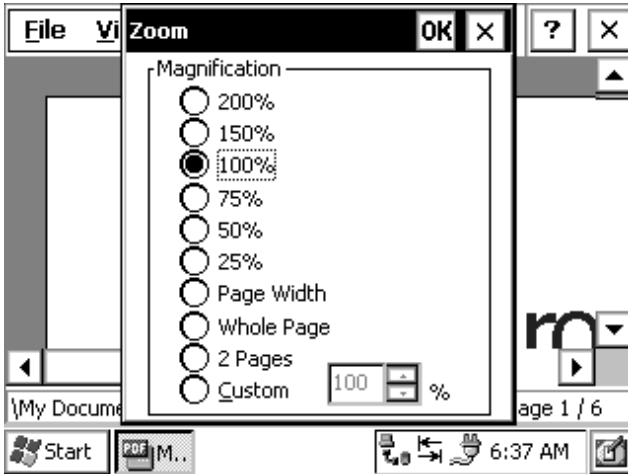 File Vi Zoom OK × ? ×
Magnification
200%
150%
100%
75%
50%
25%
Page Width
Whole Page
2 Pages
Custom 100 %
\My Docume age 1 / 6
Start PDF M.. 6:37 AM